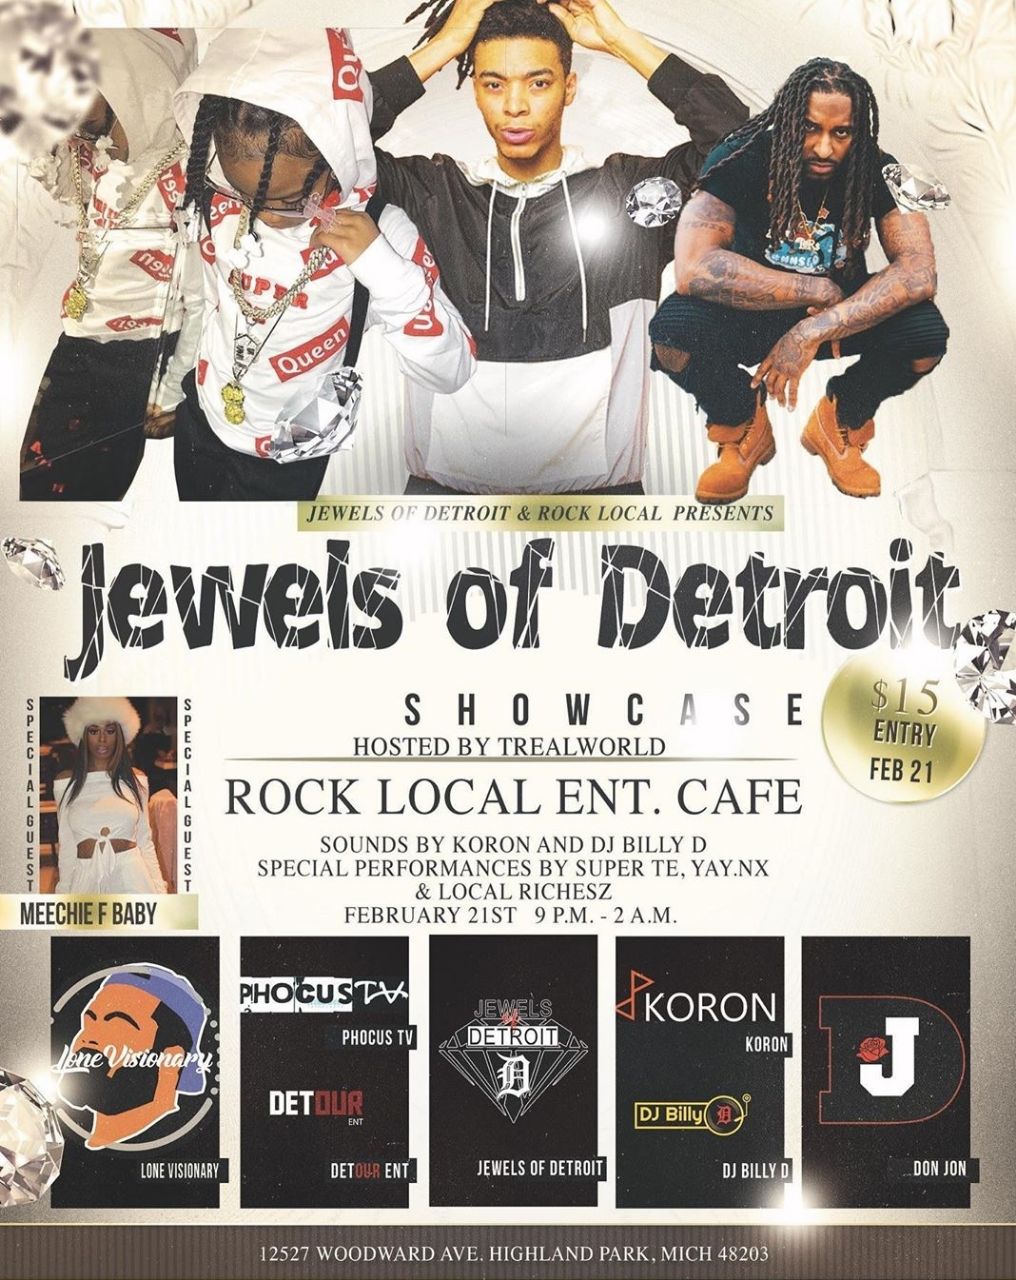 Queen
SUPER
Queen
JEWELS OF DETROIT & ROCK LOCAL PRESENTS
Jewels of Detroit
SHOWCASE
HOSTED BY TREALWORLD
$15
ENTRY
FEB 21
SPECIAL GUEST
SPECIAL GUEST
MEECHIE F BABY
ROCK LOCAL ENT. CAFE
SOUNDS BY KORON AND DJ BILLY D
SPECIAL PERFORMANCES BY SUPER TE, YAY.NX
& LOCAL RICHESZ
FEBRUARY 21ST 9 P.M. - 2 A.M.
Lone Visionary
LONE VISIONARY
PHOCUS TV
PHOCUS TV
DETOUR
ENT
DETOUR ENT
JEWELS
of
DETROIT
D
JEWELS OF DETROIT
KORON
KORON
DJ Billy D
DJ BILLY D
D J
DON JON
12527 WOODWARD AVE. HIGHLAND PARK, MICH 48203